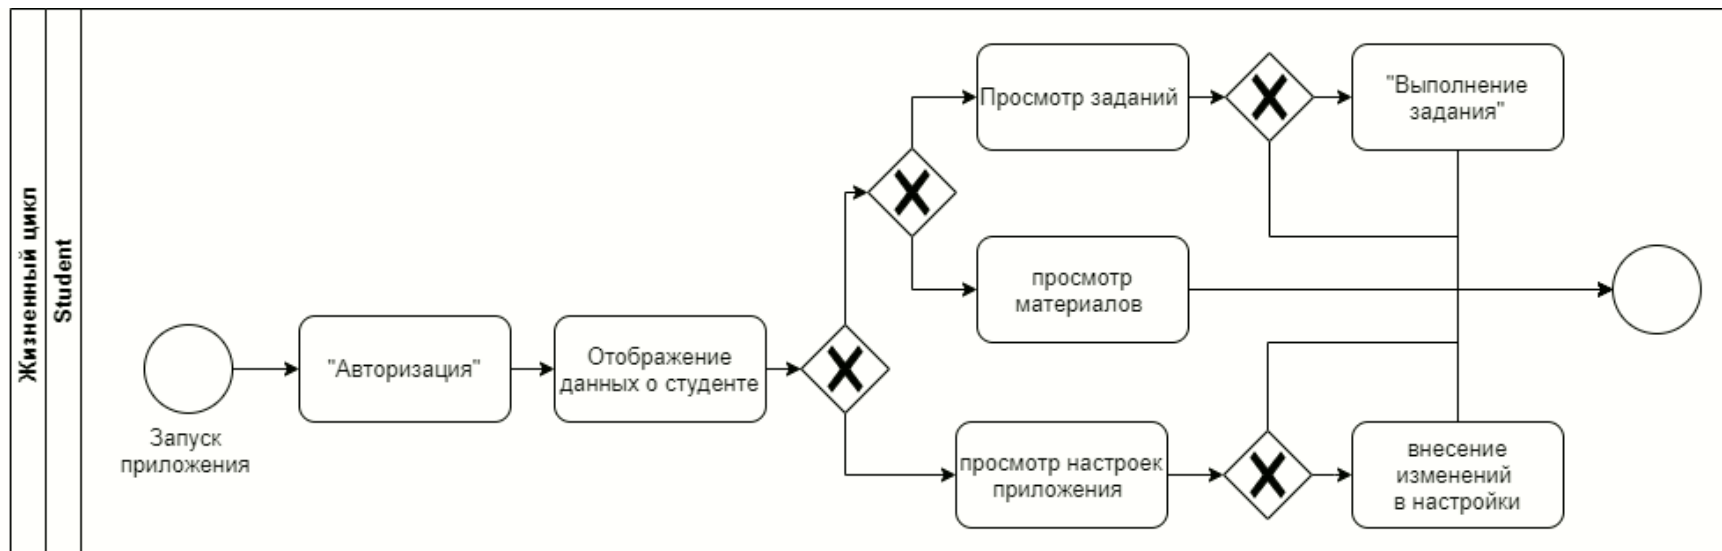 Жизненный цикл
Student
Запуск
приложения
"Авторизация"
Отображение
данных о студенте
Просмотр заданий
"Выполнение
задания"
просмотр
материалов
просмотр настроек
приложения
внесение
изменений
в настройки